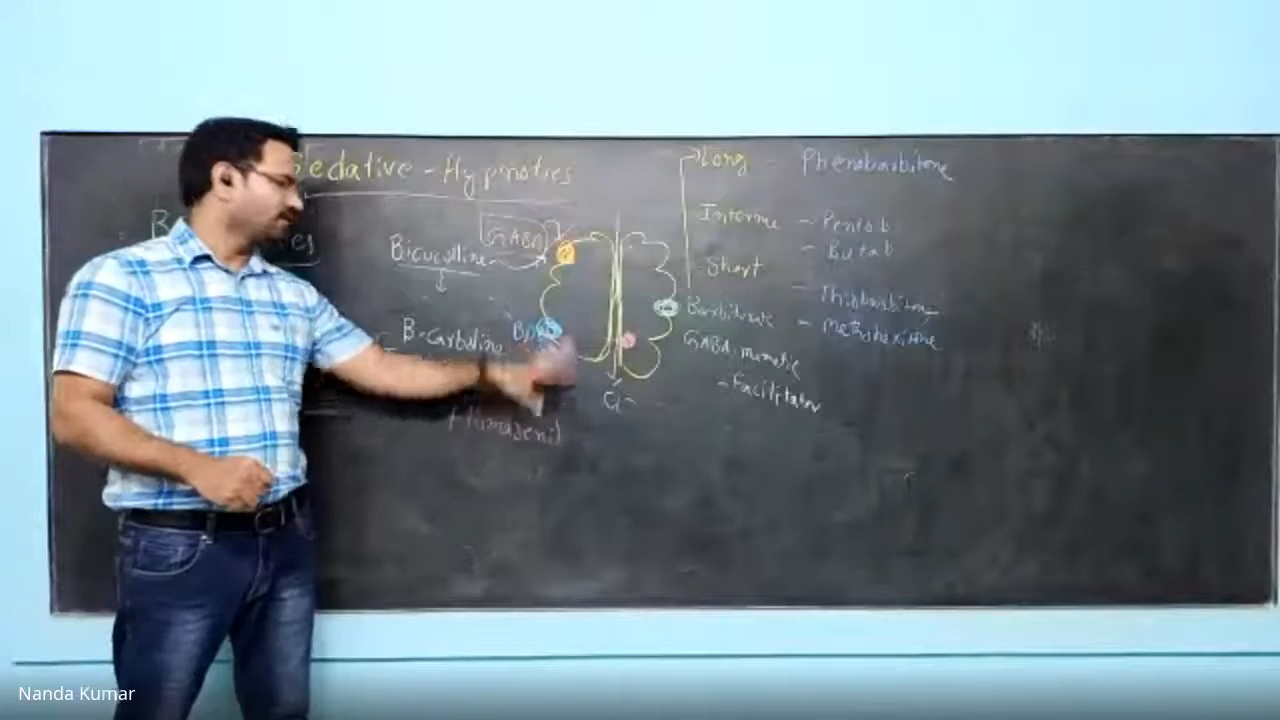 Sedative - Hypnotics
GABA
Bicuculline
B-Carboline
flumazenil
Cl-
Long - Phenobarbitone
Interme - Pentob
- Butab
Short - Thiobarbitone
Barbiturate - Methohexitone
GABA-mimetic
- Facilitator
Nanda Kumar